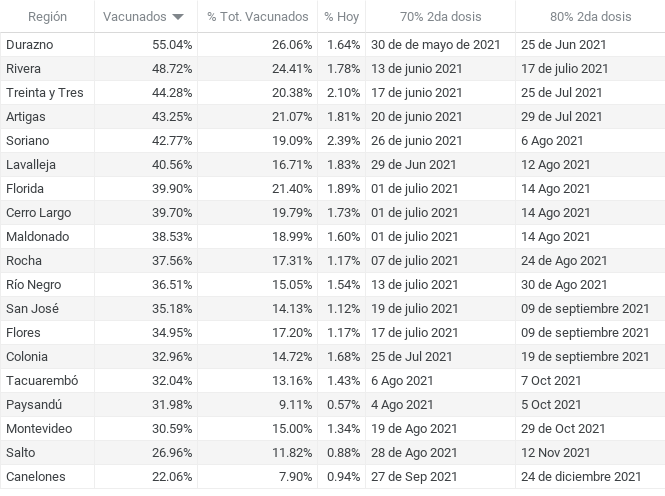 Región Vacunados % Tot. Vacunados % Hoy 70% 2da dosis 80% 2da dosis
Durazno 55.04% 26.06% 1.64% 30 de de mayo de 2021 25 de Jun 2021
Rivera 48.72% 24.41% 1.78% 13 de junio 2021 17 de julio 2021
Treinta y Tres 44.28% 20.38% 2.10% 17 de junio 2021 25 de Jul 2021
Artigas 43.25% 21.07% 1.81% 20 de junio 2021 29 de Jul 2021
Soriano 42.77% 19.09% 2.39% 26 de junio 2021 6 Ago 2021
Lavalleja 40.56% 16.71% 1.83% 29 de Jun 2021 12 Ago 2021
Florida 39.90% 21.40% 1.89% 01 de julio 2021 14 Ago 2021
Cerro Largo 39.70% 19.79% 1.73% 01 de julio 2021 14 Ago 2021
Maldonado 38.53% 18.99% 1.60% 01 de julio 2021 14 Ago 2021
Rocha 37.56% 17.31% 1.17% 07 de julio 2021 24 de Ago 2021
Río Negro 36.51% 15.05% 1.54% 13 de julio 2021 30 de Ago 2021
San José 35.18% 14.13% 1.12% 19 de julio 2021 09 de septiembre 2021
Flores 34.95% 17.20% 1.17% 17 de julio 2021 09 de septiembre 2021
Colonia 32.96% 14.72% 1.68% 25 de Jul 2021 19 de septiembre 2021
Tacuarembó 32.04% 13.16% 1.43% 6 Ago 2021 7 Oct 2021
Paysandú 31.98% 9.11% 0.57% 4 Ago 2021 5 Oct 2021
Montevideo 30.59% 15.00% 1.34% 19 de Ago 2021 29 de Oct 2021
Salto 26.96% 11.82% 0.88% 28 de Ago 2021 12 Nov 2021
Canelones 22.06% 7.90% 0.94% 27 de Sep 2021 24 de diciembre 2021